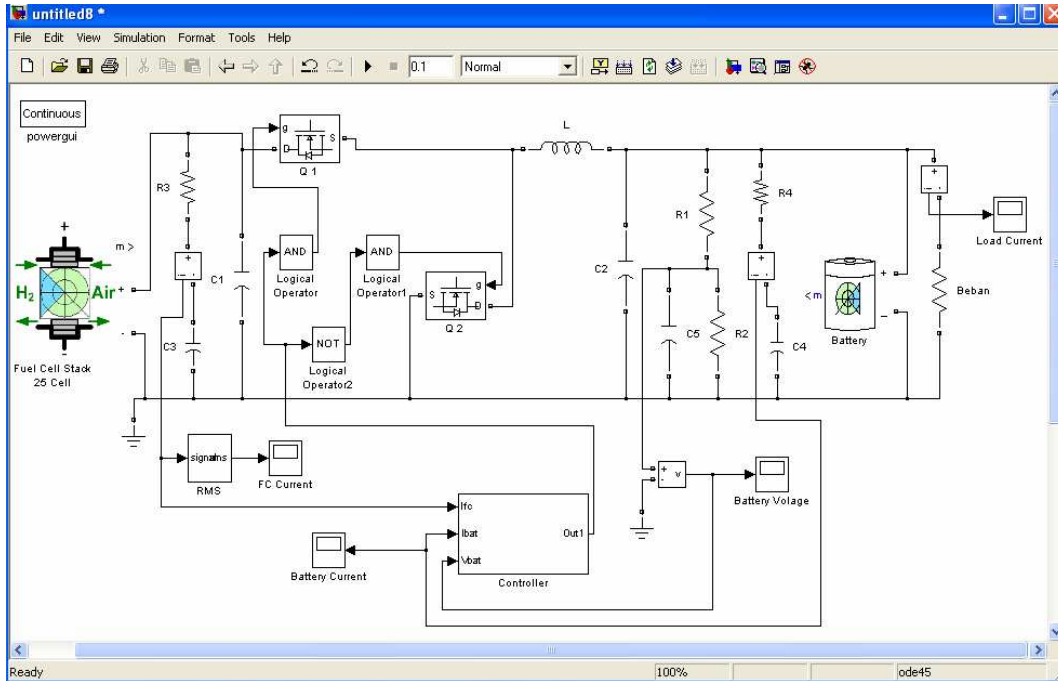 untitled8 *
File Edit View Simulation Format Tools Help
0.1 Normal
Continuous
powergui
g
D S
Q 1
L
R3
m >
+
H2 Air
+
-
-
Fuel Cell Stack
25 Cell
+
- i
C1
C3
AND
Logical
Operator
AND
Logical
Operator1
NOT
Logical
Operator2
S g
D
Q 2
C2
R1
R4
+
- i
C5
R2
C4
<m
+
-
Battery
+
- i
Load Current
Beban
RMS
FC Current
+
-
v
Battery Volage
Ifc
Ibat
Vbat
Out1
Controller
Battery Current
Ready 100% ode45